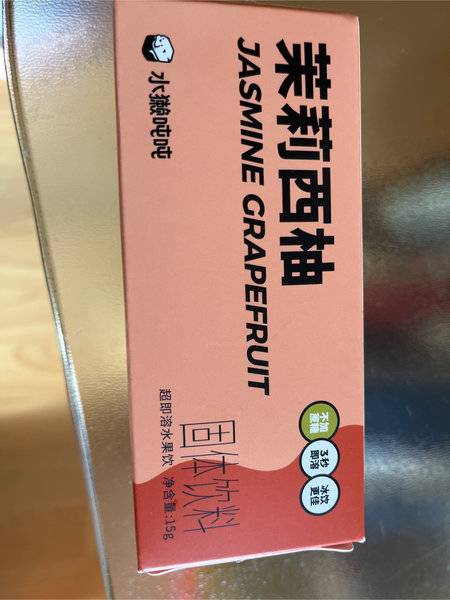 茉莉西柚
JASMINE GRAPEFRUIT
水獭吨吨
不加
蔗糖
3秒
即溶
冰饮
更佳
固体饮料
超即溶水果饮 净含量:15g